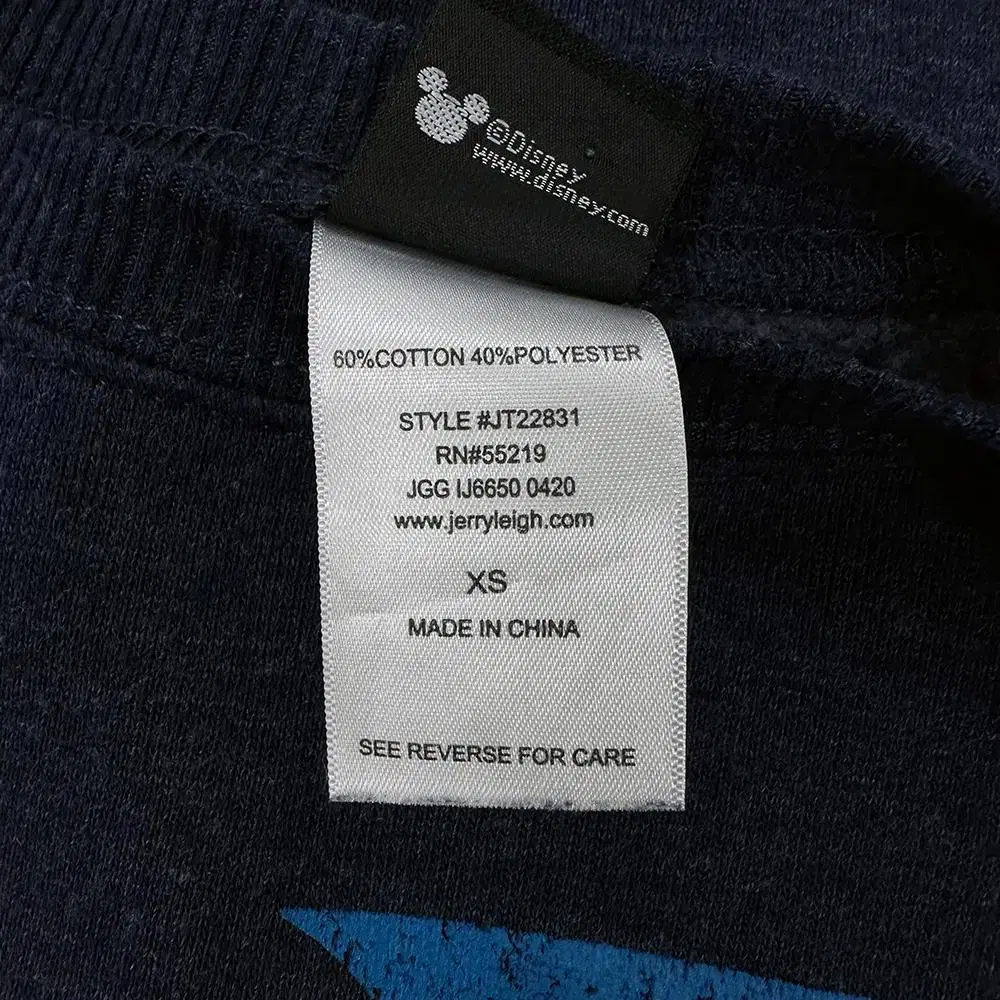 ©Disney
www.disney.com
60%COTTON 40%POLYESTER
STYLE #JT22831
RN#55219
JGG IJ6650 0420
www.jerryleigh.com
XS
MADE IN CHINA
SEE REVERSE FOR CARE